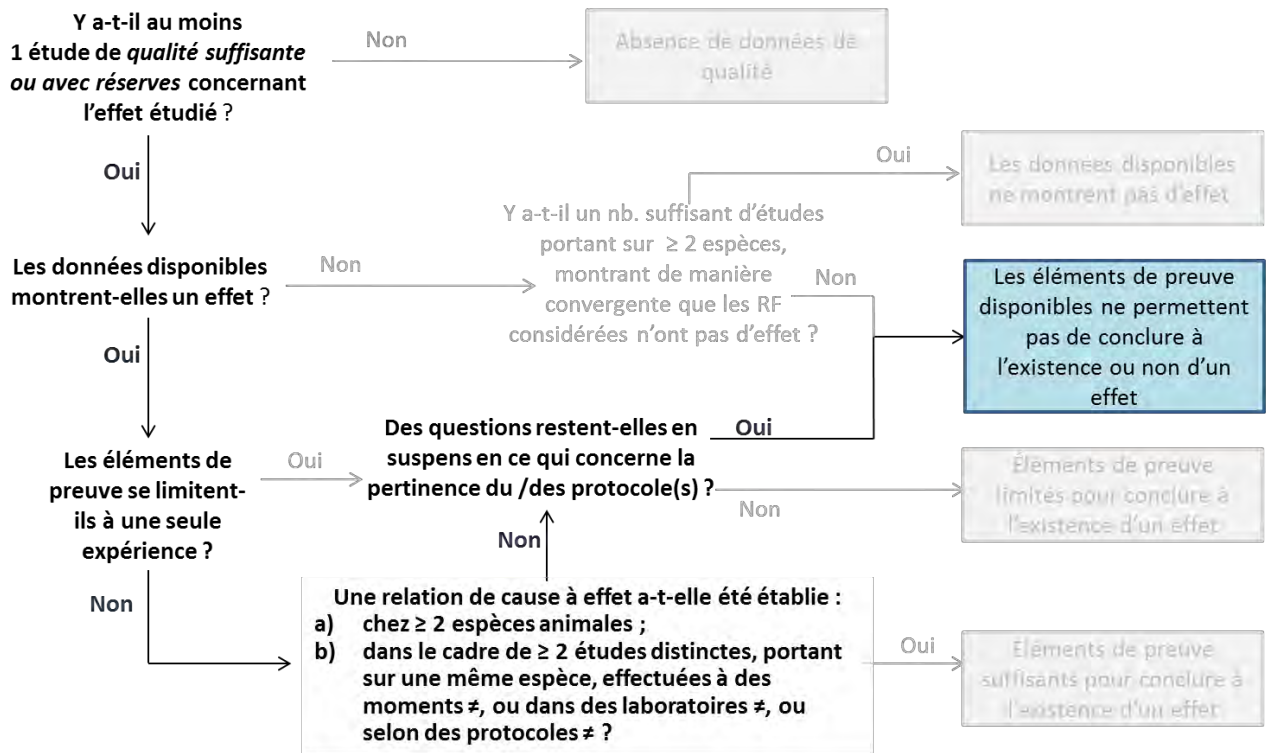 Y a-t-il au moins
1 étude de qualité suffisante
ou avec réserves concernant
l'effet étudié ?
Non
Absence de données de
qualité
Oui
Oui
Les données disponibles
ne montrent pas d'effet
Y a-t-il un nb. suffisant d'études
portant sur ≥ 2 espèces,
montrant de manière
convergente que les RF
considérées n'ont pas d'effet ?
Les données disponibles
montrent-elles un effet ?
Non
Non
Les éléments de preuve
disponibles ne permettent
pas de conclure à
l'existence ou non d'un
effet
Oui
Des questions restent-elles en
suspens en ce qui concerne la
pertinence du /des protocole(s) ?
Oui
Les éléments de
preuve se limitent-
ils à une seule
expérience ?
Oui
Non
Éléments de preuve
limités pour conclure à
l'existence d'un effet
Non
Non
Une relation de cause à effet a-t-elle été établie :
a) chez ≥ 2 espèces animales ;
b) dans le cadre de ≥ 2 études distinctes, portant
sur une même espèce, effectuées à des
moments ≠, ou dans des laboratoires ≠, ou
selon des protocoles ≠ ?
Oui
Éléments de preuve
suffisants pour conclure à
l'existence d'un effet